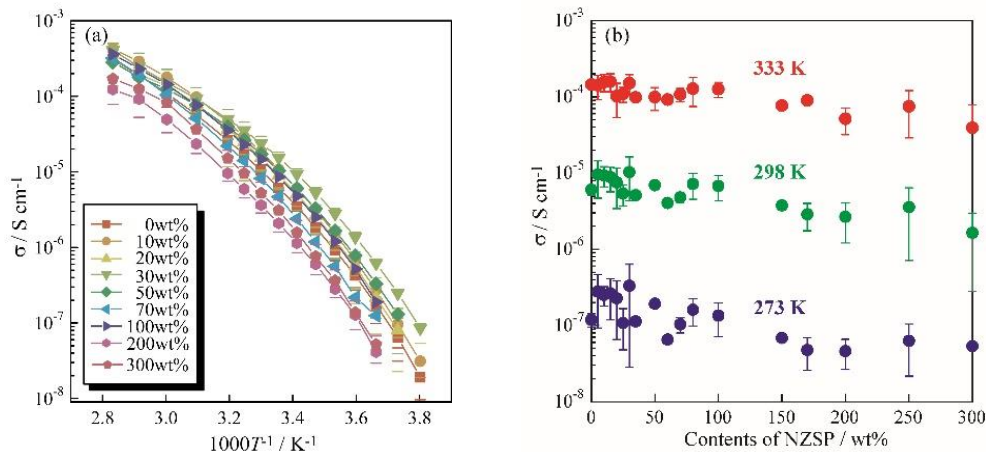 (a)
σ / S cm⁻¹
10⁻³
10⁻⁴
10⁻⁵
10⁻⁶
10⁻⁷
10⁻⁸
0wt%
10wt%
20wt%
30wt%
50wt%
70wt%
100wt%
200wt%
300wt%
2.8 3.0 3.2 3.4 3.6 3.8
1000T⁻¹ / K⁻¹
(b)
σ / S cm⁻¹
10⁻³
10⁻⁴
10⁻⁵
10⁻⁶
10⁻⁷
10⁻⁸
333 K
298 K
273 K
0 50 100 150 200 250 300
Contents of NZSP / wt%